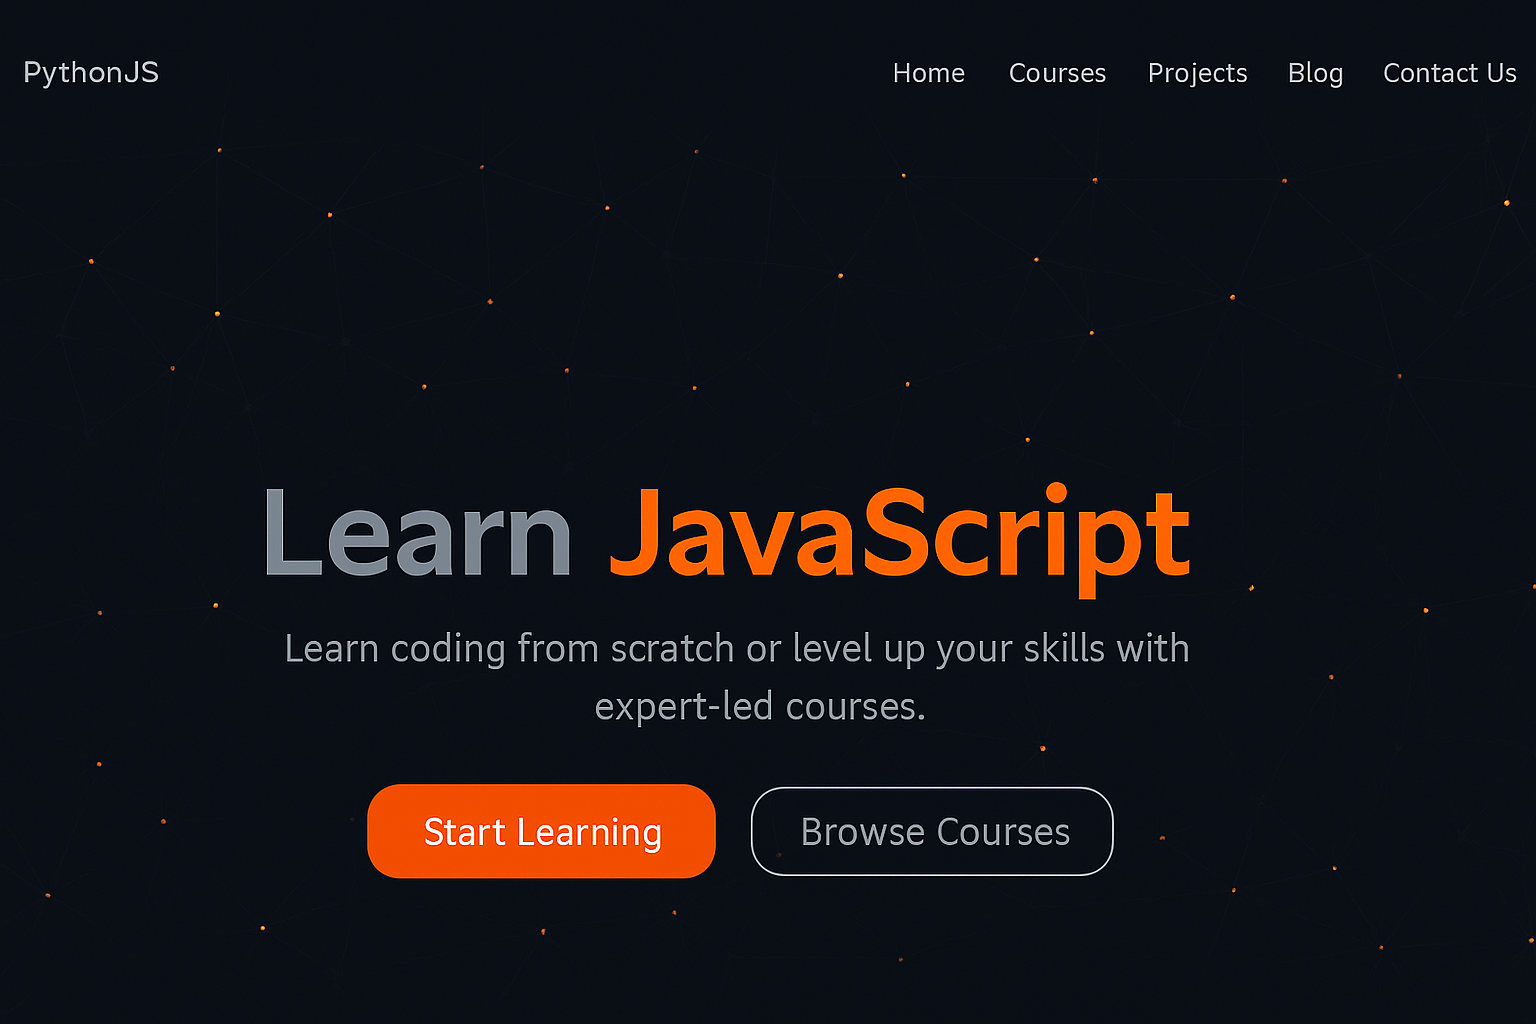 PythonJS
Home Courses Projects Blog Contact Us
Learn JavaScript
Learn coding from scratch or level up your skills with
expert-led courses.
Start Learning
Browse Courses